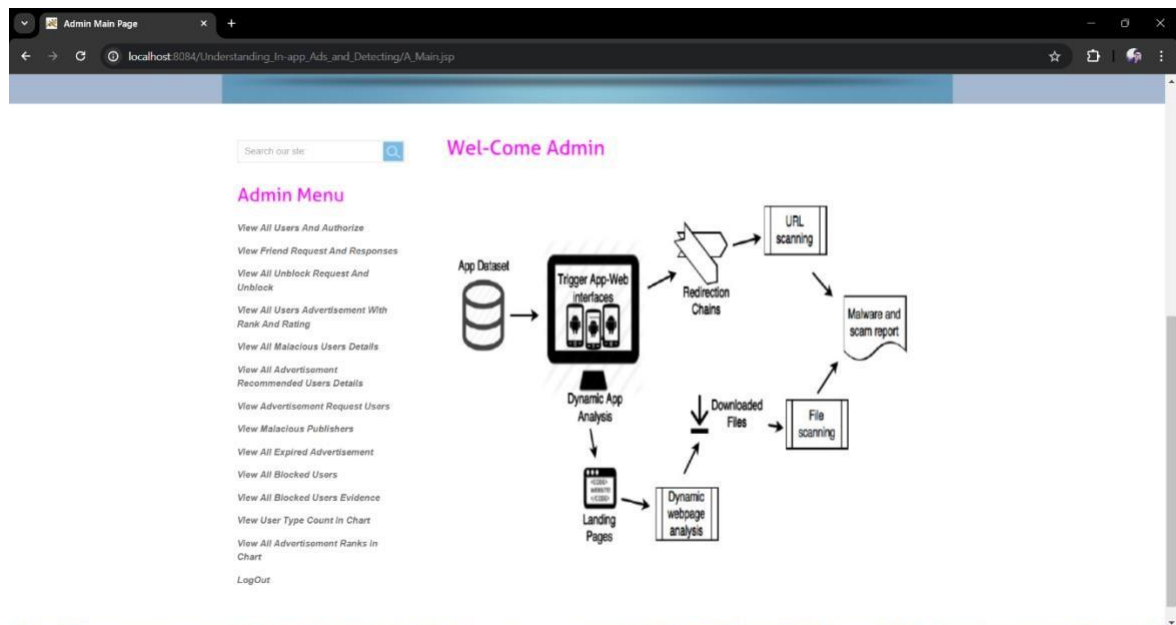 Admin Main Page
localhost:8084/Understanding_In-app_Ads_and_Detecting/A_Main.jsp
Search our site:
Wel-Come Admin
Admin Menu
View All Users And Authorize
View Friend Request And Responses
View All Unblock Request And
Unblock
View All Users Advertisement With
Rank And Rating
View All Malacious Users Details
View All Advertisement
Recommended Users Details
View Advertisement Request Users
View Malacious Publishers
View All Expired Advertisement
View All Blocked Users
View All Blocked Users Evidence
View User Type Count In Chart
View All Advertisement Ranks In
Chart
LogOut
App Dataset
Trigger App-Web
interfaces
Dynamic App
Analysis
Redirection
Chains
URL
scanning
Malware and
scam report
Downloaded
Files
File
scanning
<CODE>
WEBSITE
</CODE>
Landing
Pages
Dynamic
webpage
analysis